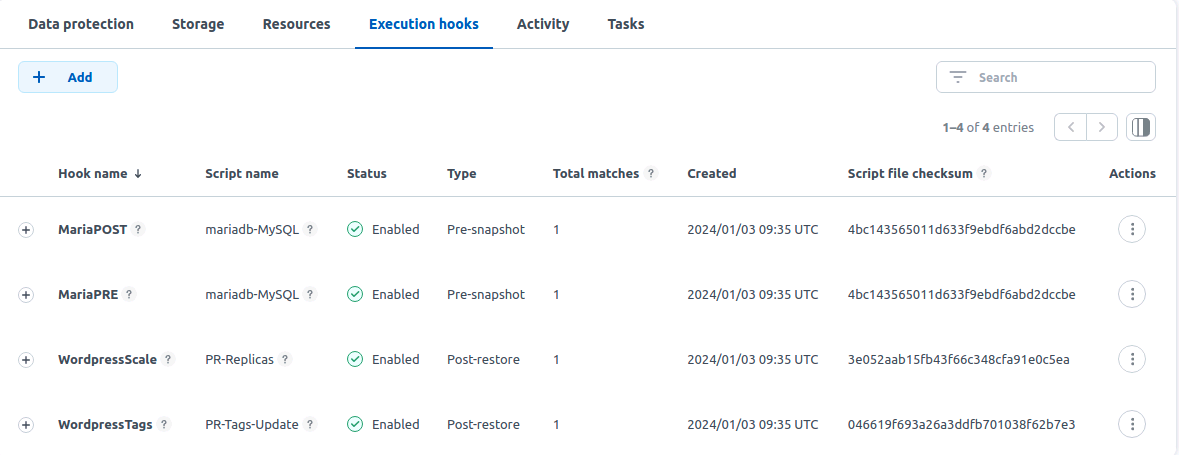 Data protection Storage Resources Execution hooks Activity Tasks
+ Add
Search
1–4 of 4 entries
Hook name ↓ Script name Status Type Total matches ? Created Script file checksum ? Actions
MariaPOST ? mariadb-MySQL ? Enabled Pre-snapshot 1 2024/01/03 09:35 UTC 4bc143565011d633f9ebdf6abd2dccbe
MariaPRE ? mariadb-MySQL ? Enabled Pre-snapshot 1 2024/01/03 09:35 UTC 4bc143565011d633f9ebdf6abd2dccbe
WordpressScale ? PR-Replicas ? Enabled Post-restore 1 2024/01/03 09:35 UTC 3e052aab15fb43f66c348cfa91e0c5ea
WordpressTags ? PR-Tags-Update ? Enabled Post-restore 1 2024/01/03 09:35 UTC 046619f693a26a3ddfb701038f62b7e3